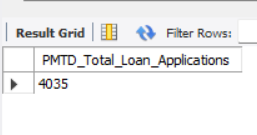 Result Grid Filter Rows:
PMTD_Total_Loan_Applications
4035